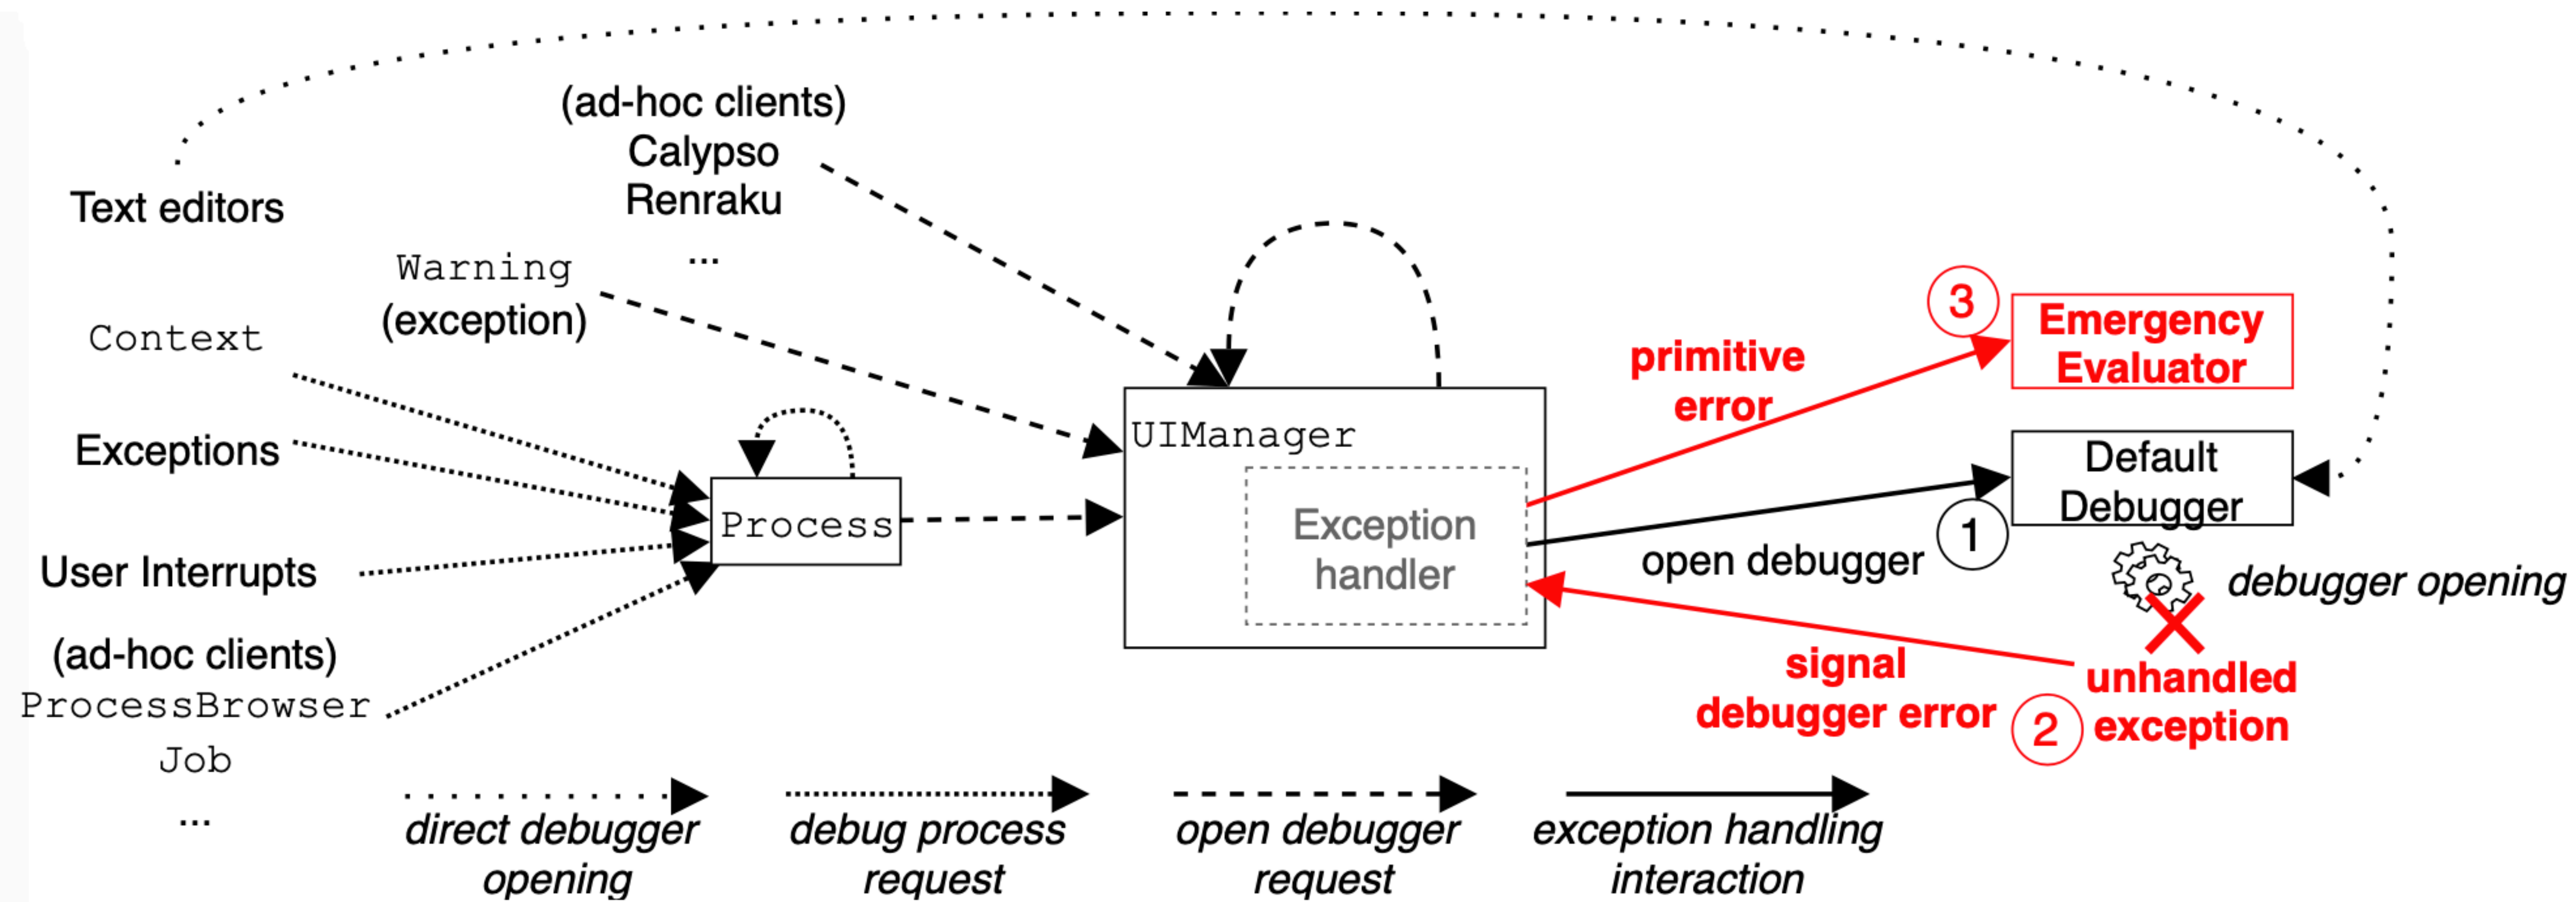 (ad-hoc clients)
Calypso
Renraku
...
Text editors
Warning
(exception)
Context
Exceptions
User Interrupts
(ad-hoc clients)
ProcessBrowser
Job
...
Process
UIManager
Exception
handler
primitive
error
3
Emergency
Evaluator
Default
Debugger
1
open debugger
debugger opening
signal
debugger error
2
unhandled
exception
direct debugger
opening
debug process
request
open debugger
request
exception handling
interaction